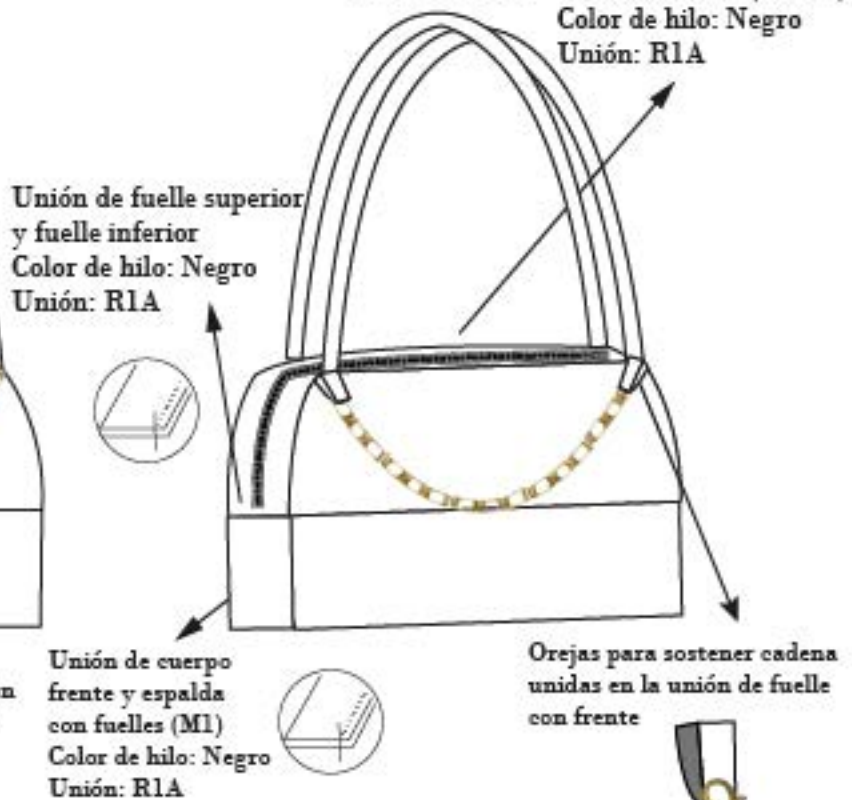 Color de hilo: Negro
Unión: R1A
Unión de fuelle superior
y fuelle inferior
Color de hilo: Negro
Unión: R1A
Unión de cuerpo
frente y espalda
con fuelles (M1)
Color de hilo: Negro
Unión: R1A
Orejas para sostener cadena
unidas en la unión de fuelle
con frente